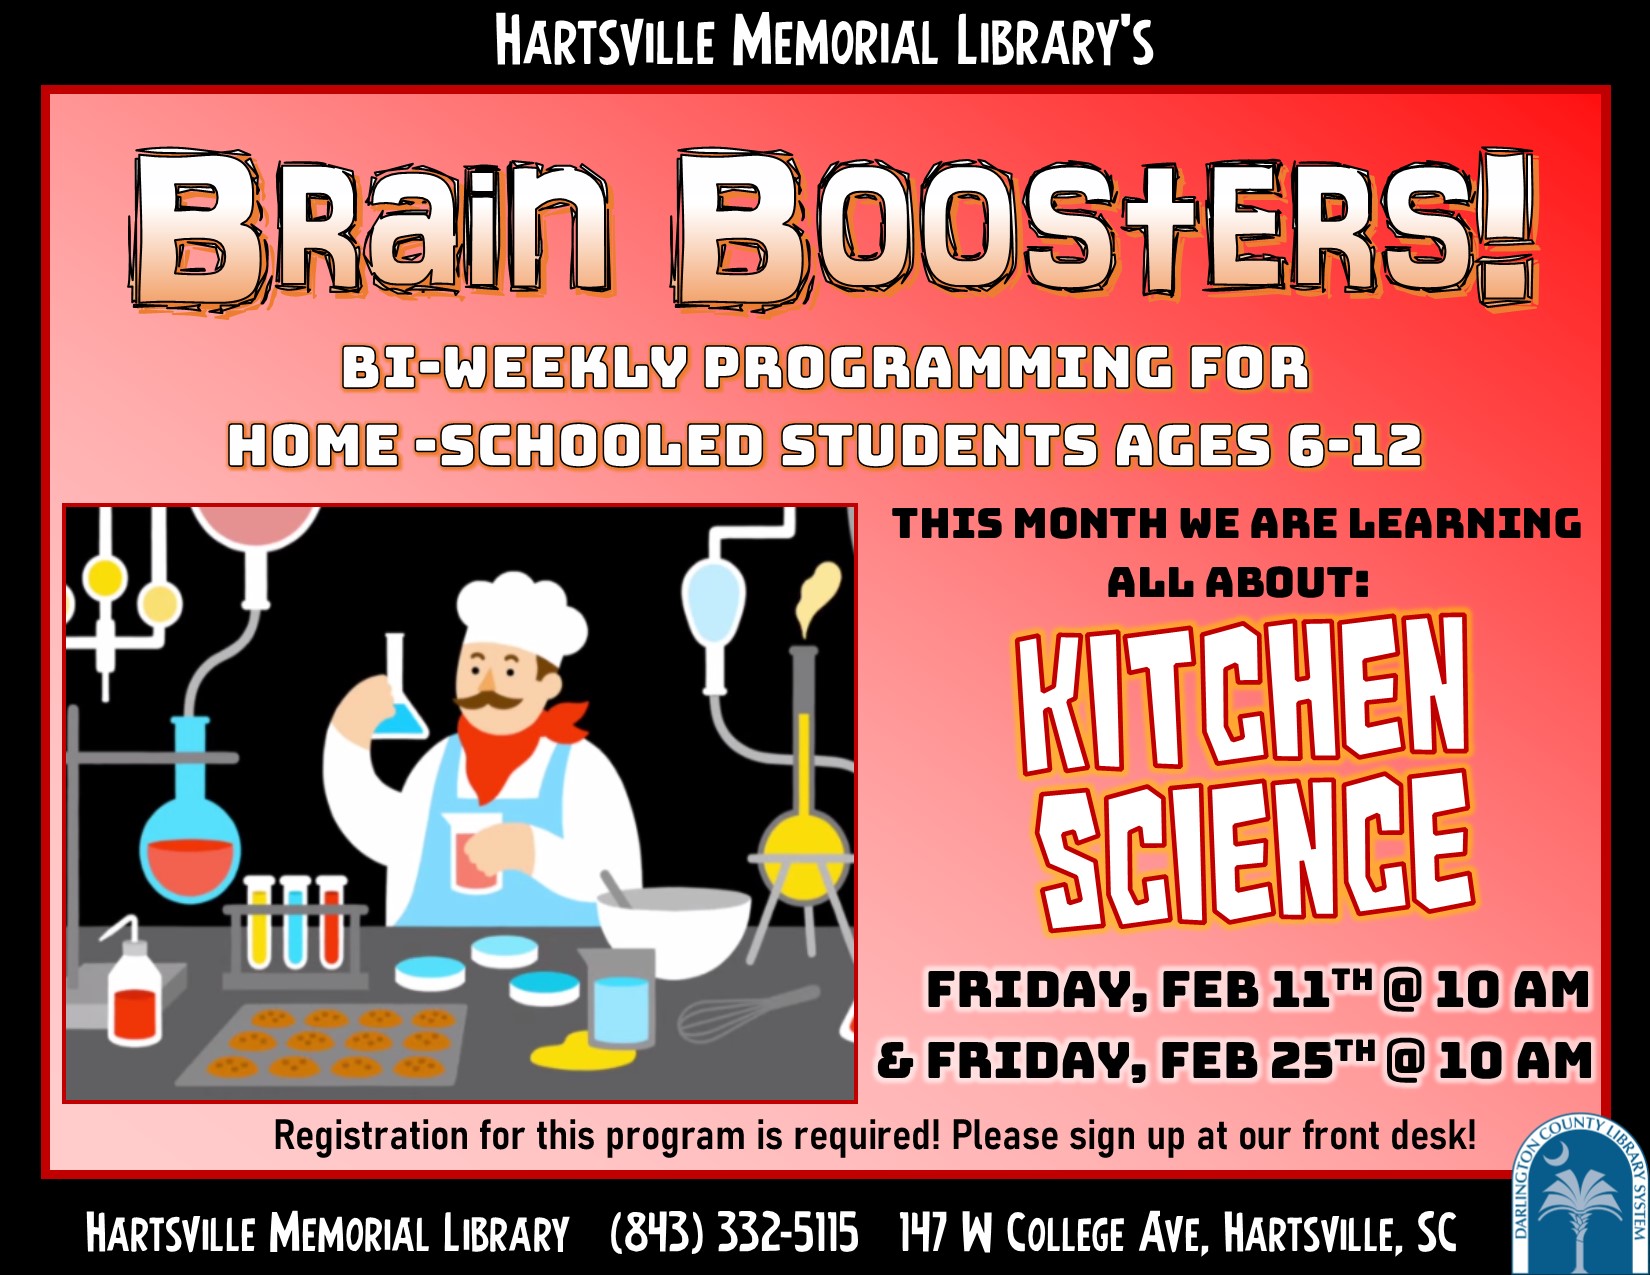 Hartsville Memorial Library's
Brain Boosters!
BI-WEEKLY PROGRAMMING FOR
HOME -SCHOOLED STUDENTS AGES 6-12
THIS MONTH WE ARE LEARNING
ALL ABOUT:
KITCHEN
SCIENCE
FRIDAY, FEB 11TH @ 10 AM
& FRIDAY, FEB 25TH @ 10 AM
Registration for this program is required! Please sign up at our front desk!
DARLINGTON COUNTY LIBRARY SYSTEM
Hartsville Memorial Library (843) 332-5115 147 W College Ave, Hartsville, SC